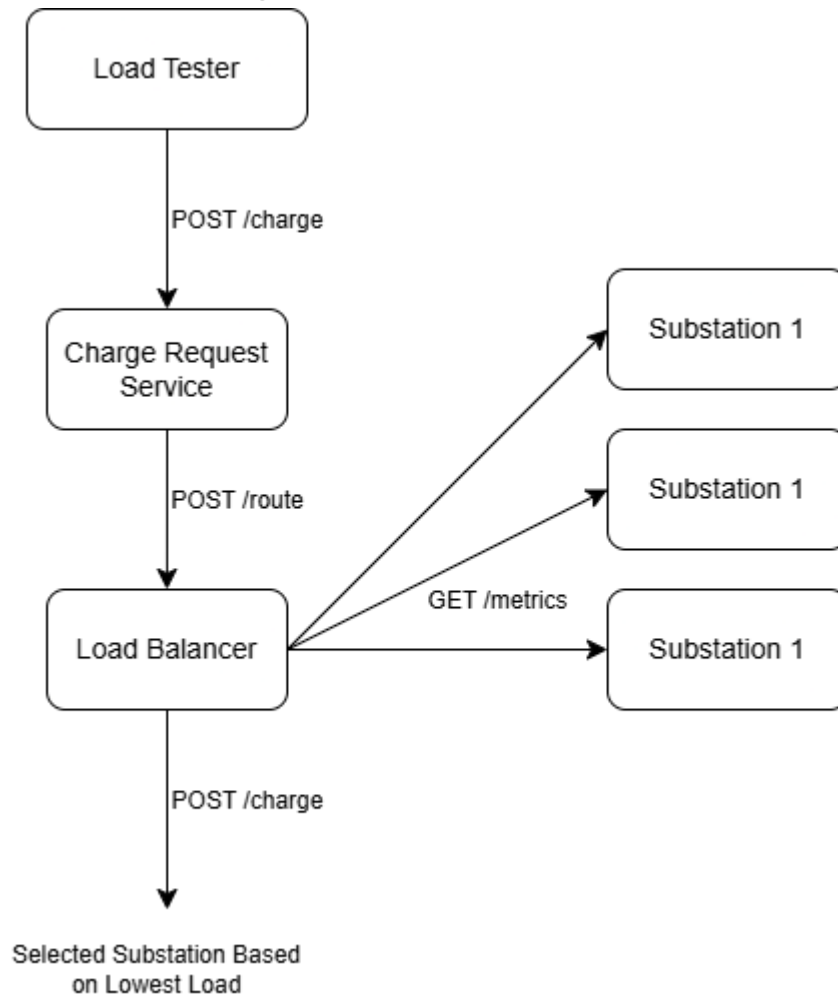 Load Tester
POST /charge
Charge Request
Service
Substation 1
POST /route
Substation 1
GET /metrics
Load Balancer
Substation 1
POST /charge
Selected Substation Based
on Lowest Load